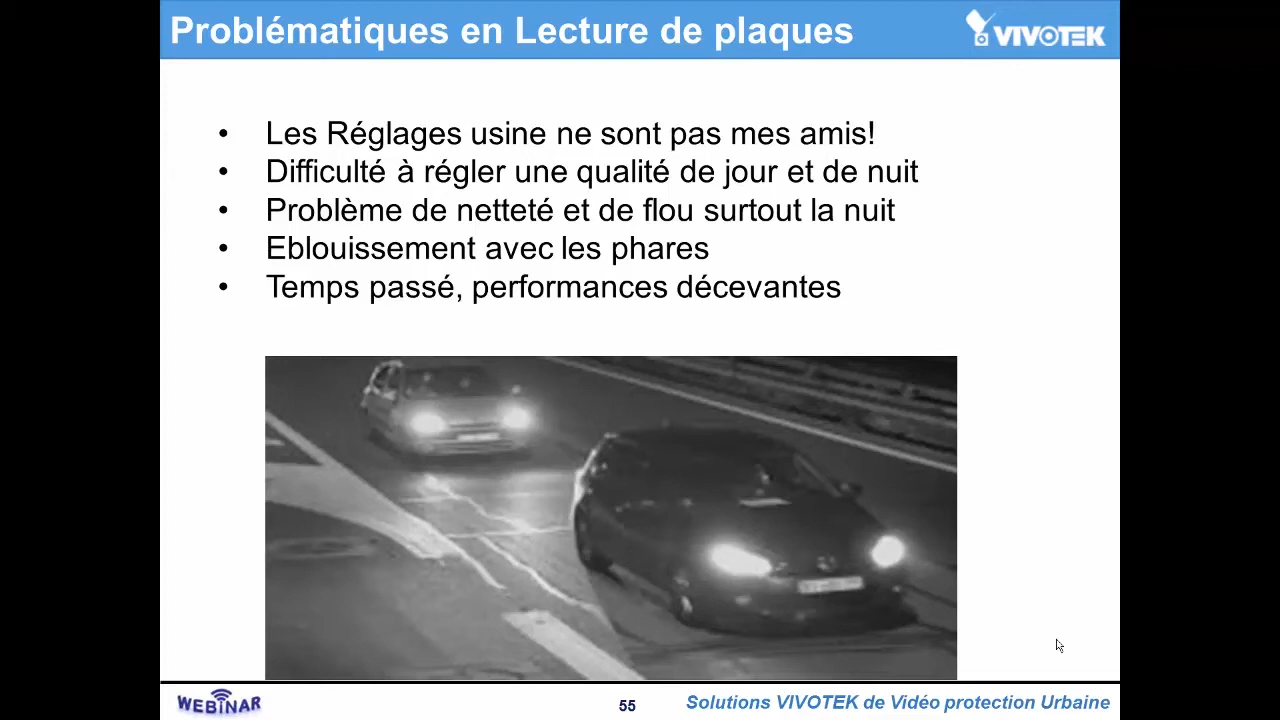 Problématiques en Lecture de plaques
VIVOTEK
• Les Réglages usine ne sont pas mes amis!
• Difficulté à régler une qualité de jour et de nuit
• Problème de netteté et de flou surtout la nuit
• Eblouissement avec les phares
• Temps passé, performances décevantes
WEBINAR
55
Solutions VIVOTEK de Vidéo protection Urbaine